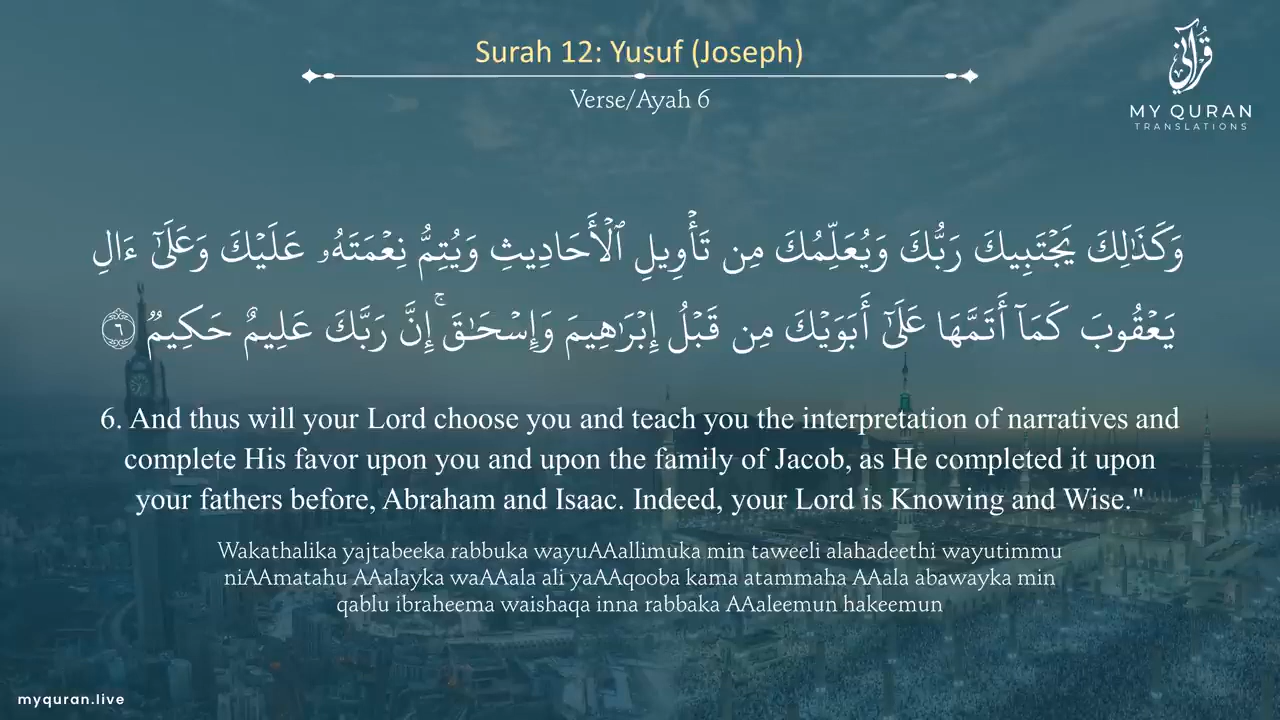 Surah 12: Yusuf (Joseph)
Verse/Ayah 6
قُرْآنِي
MY QURAN
TRANSLATIONS
وَكَذَٰلِكَ يَجْتَبِيكَ رَبُّكَ وَيُعَلِّمُكَ مِن تَأْوِيلِ ٱلْأَحَادِيثِ وَيُتِمُّ نِعْمَتَهُۥ عَلَيْكَ وَعَلَىٰٓ ءَالِ
يَعْقُوبَ كَمَآ أَتَمَّهَا عَلَىٰٓ أَبَوَيْكَ مِن قَبْلُ إِبْرَٰهِيمَ وَإِسْحَـٰقَ ۚ إِنَّ رَبَّكَ عَلِيمٌ حَكِيمٌ ٦
6. And thus will your Lord choose you and teach you the interpretation of narratives and
complete His favor upon you and upon the family of Jacob, as He completed it upon
your fathers before, Abraham and Isaac. Indeed, your Lord is Knowing and Wise."
Wakathalika yajtabeeka rabbuka wayuAAallimuka min taweeli alahadeethi wayutimmu
niAAmatahu AAalayka waAAala ali yaAAqooba kama atammaha AAala abawayka min
qablu ibraheema waishaqa inna rabbaka AAaleemun hakeemun
myquran.live